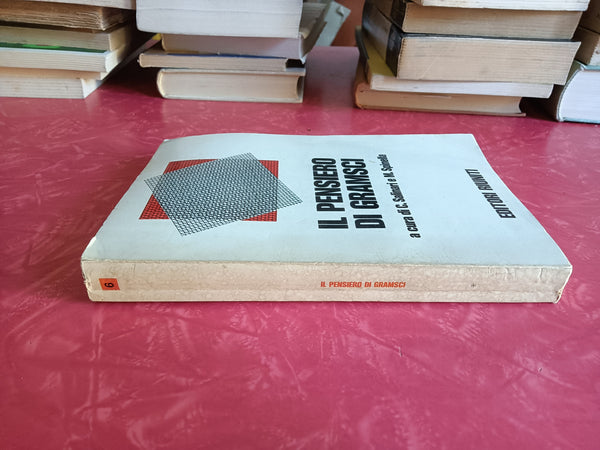 IL PENSIERO
DI GRAMSCI
a cura di C. Salinari e M. Spinella
EDITORI RIUNITI
6
IL PENSIERO DI GRAMSCI